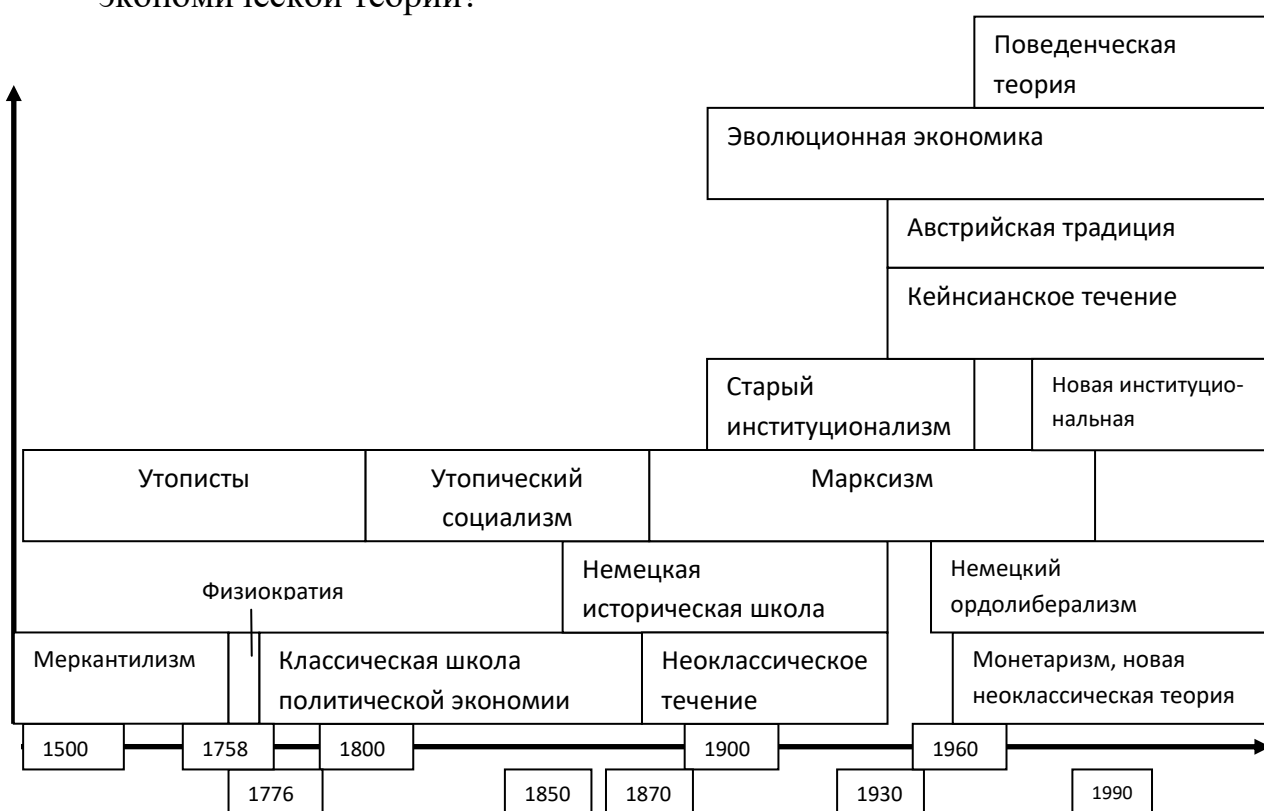 экономической теории?
Поведенческая
теория
Эволюционная экономика
Австрийская традиция
Кейнсианское течение
Старый
институционализм
Новая институцио-
нальная
Утописты
Утопический
социализм
Марксизм
Немецкая
историческая школа
Немецкий
ордолиберализм
Физиократия
Меркантилизм
Классическая школа
политической экономии
Неоклассическое
течение
Монетаризм, новая
неоклассическая теория
1500
1758
1800
1900
1960
1776
1850
1870
1930
1990